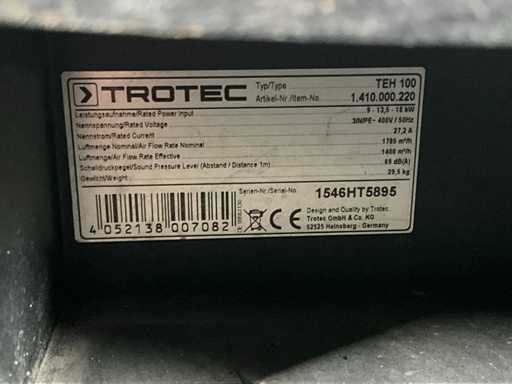 TROTEC
Typ/Type TEH 100
Artikel-Nr./Item-No. 1.410.000.220
Leistungsaufnahme/Rated Power Input 9 - 13,5 - 18 kW
Nennspannung/Rated Voltage 3/N/PE~ 400V / 50Hz
Nennstrom/Rated Current 27,2 A
Luftmenge Nominal/Air Flow Rate Nominal 1785 m³/h
Luftmenge/Air Flow Rate Effective 1400 m³/h
Schalldruckpegel/Sound Pressure Level (Abstand / Distance 1m) 69 dB(A)
Gewicht/Weight 29,5 kg
Serien-Nr./Serial-No. 1546HT5895
4 052138 007082
CE
Design and Quality by Trotec.
Trotec GmbH & Co. KG
52525 Heinsberg - Germany